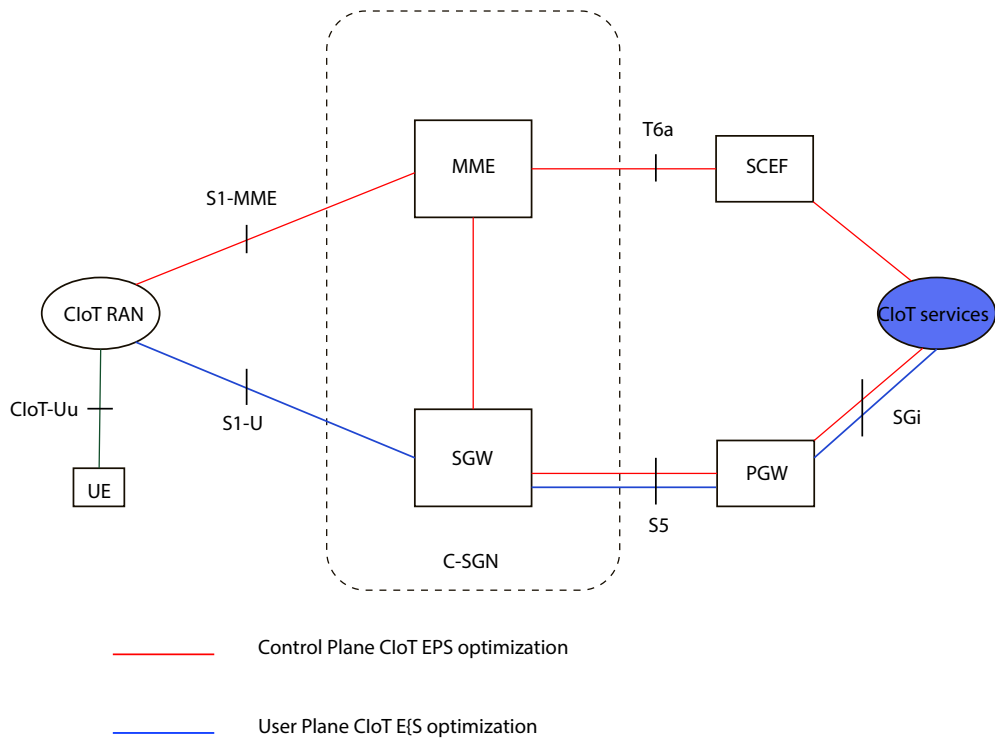 T6a
MME
SCEF
S1-MME
CIoT RAN
CIoT services
CIoT-Uu
S1-U
SGi
SGW
PGW
UE
S5
C-SGN
Control Plane CIoT EPS optimization
User Plane CIoT E{S optimization